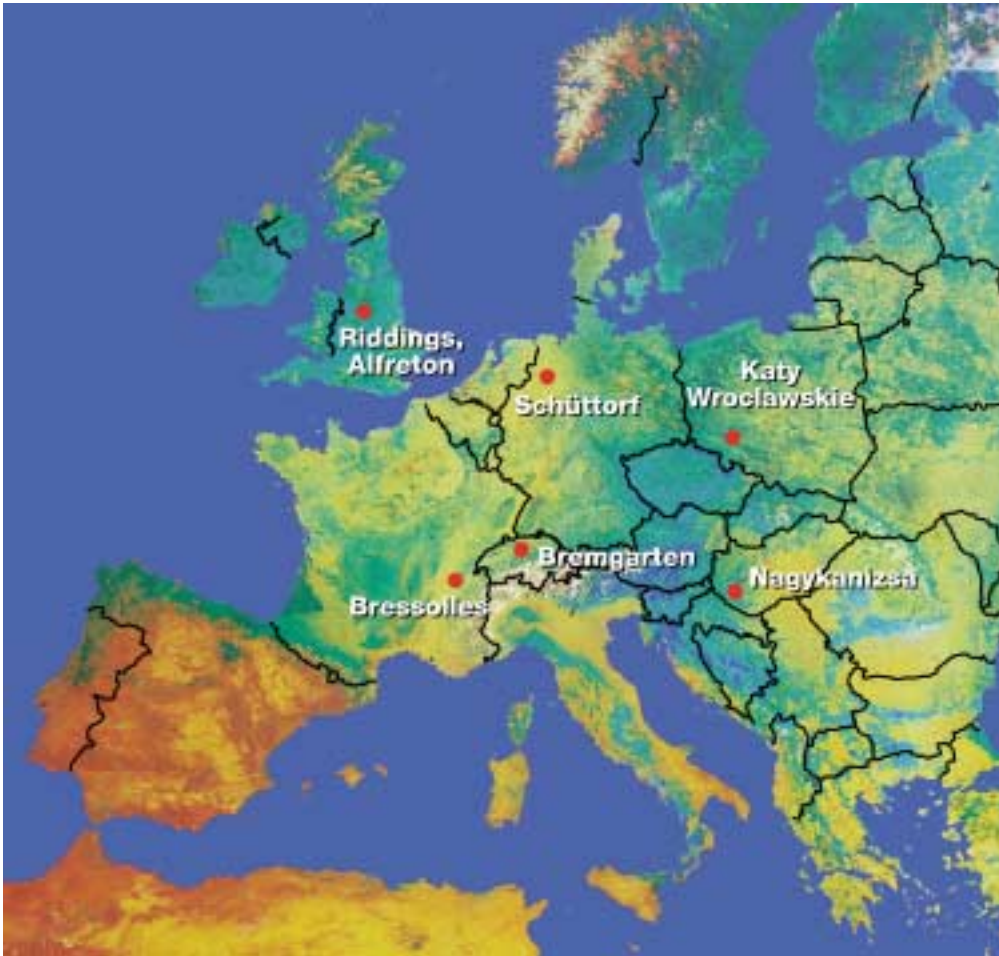 Riddings,
Alfreton
Schüttorf
Katy
Wroclawskie
Bremgarten
Nagykanizsa
Bressolles